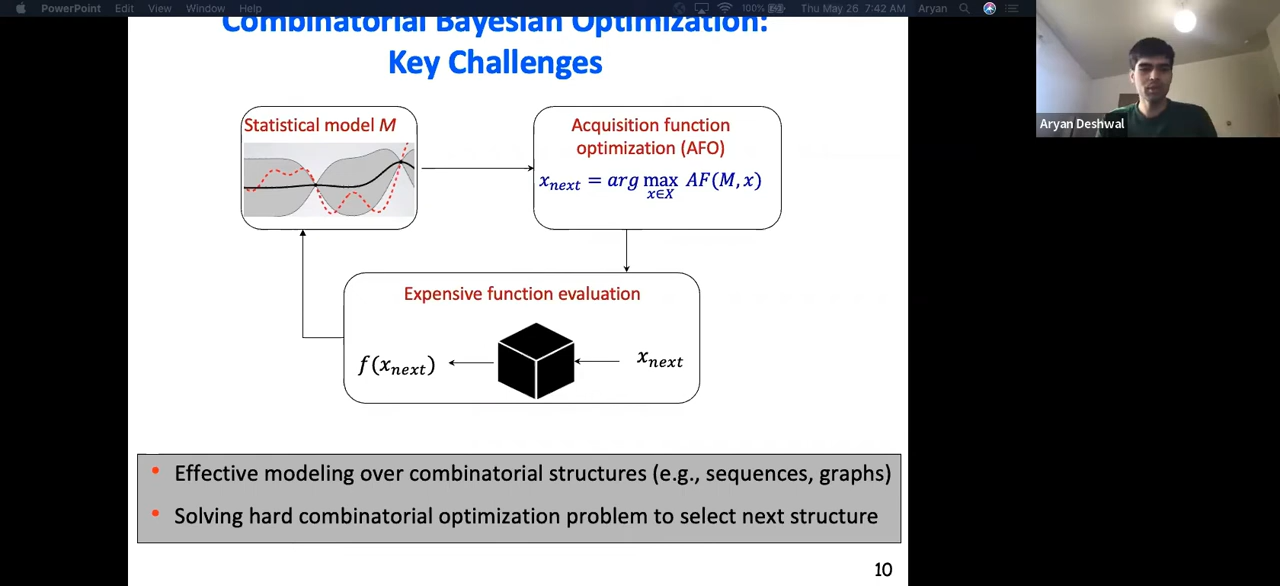 PowerPoint Edit View Window Help 100% Thu May 26 7:42 AM Aryan
Combinatorial Bayesian Optimization:
Key Challenges
Statistical model M
Acquisition function
optimization (AFO)
x_next = arg max AF(M, x)
x∈X
Expensive function evaluation
f(x_next)
x_next
• Effective modeling over combinatorial structures (e.g., sequences, graphs)
• Solving hard combinatorial optimization problem to select next structure
10
Aryan Deshwal